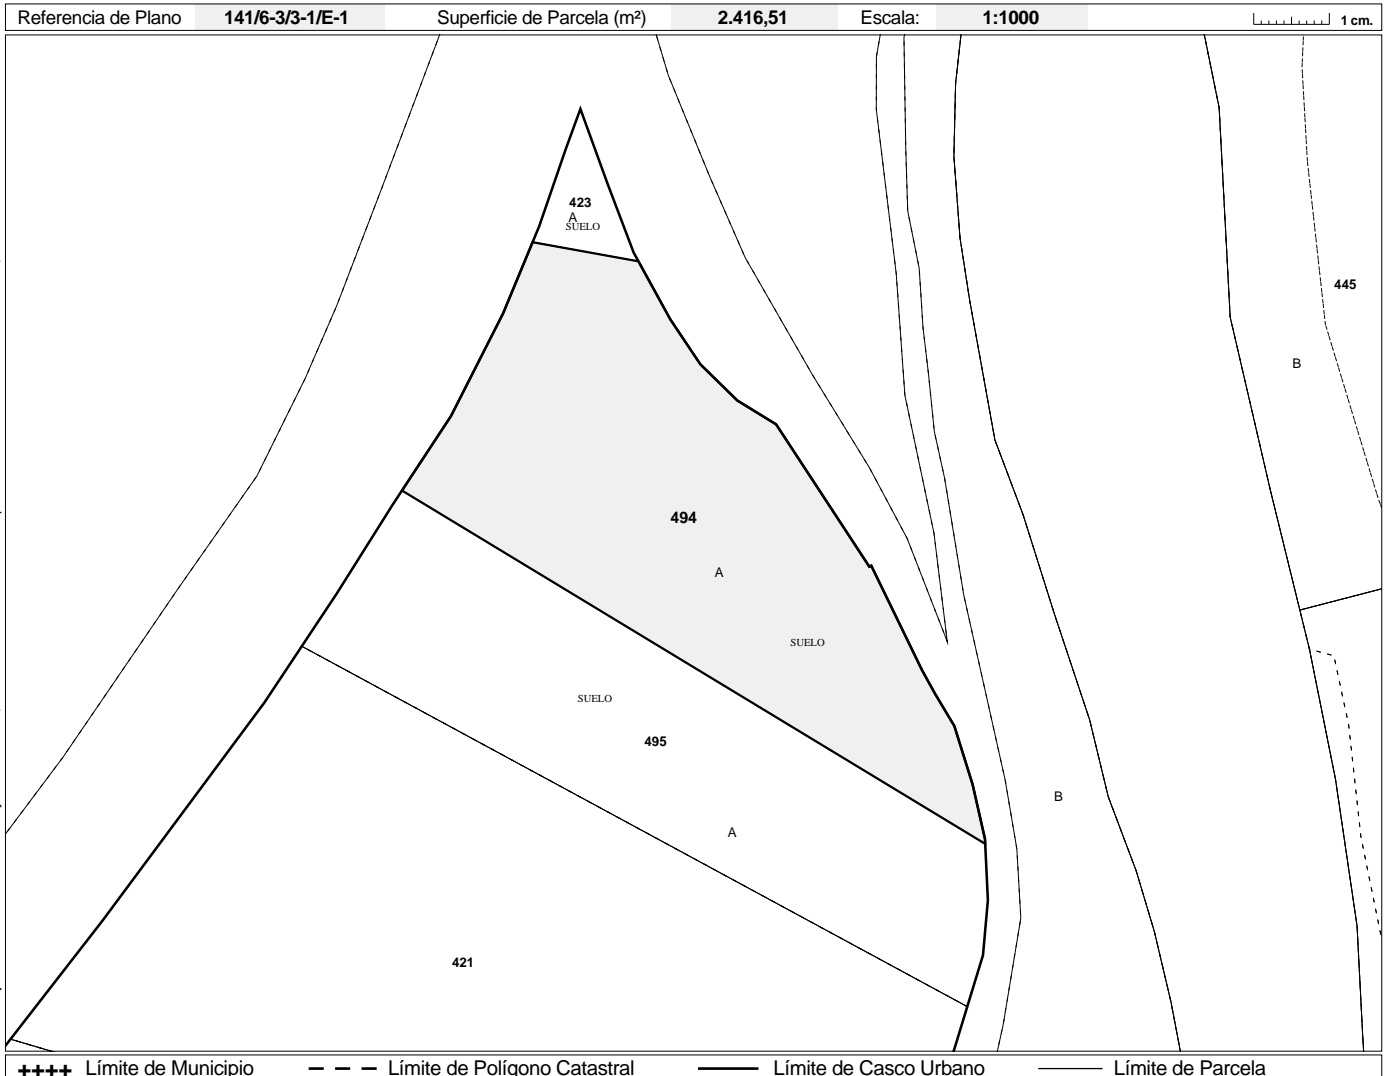 Referencia de Plano 141/6-3/3-1/E-1 Superficie de Parcela (m²) 2.416,51 Escala: 1:1000 1 cm.
423
A
SUELO
445
B
494
A
SUELO
SUELO
495
B
A
421
Límite de Municipio Límite de Polígono Catastral Límite de Casco Urbano Límite de Parcela